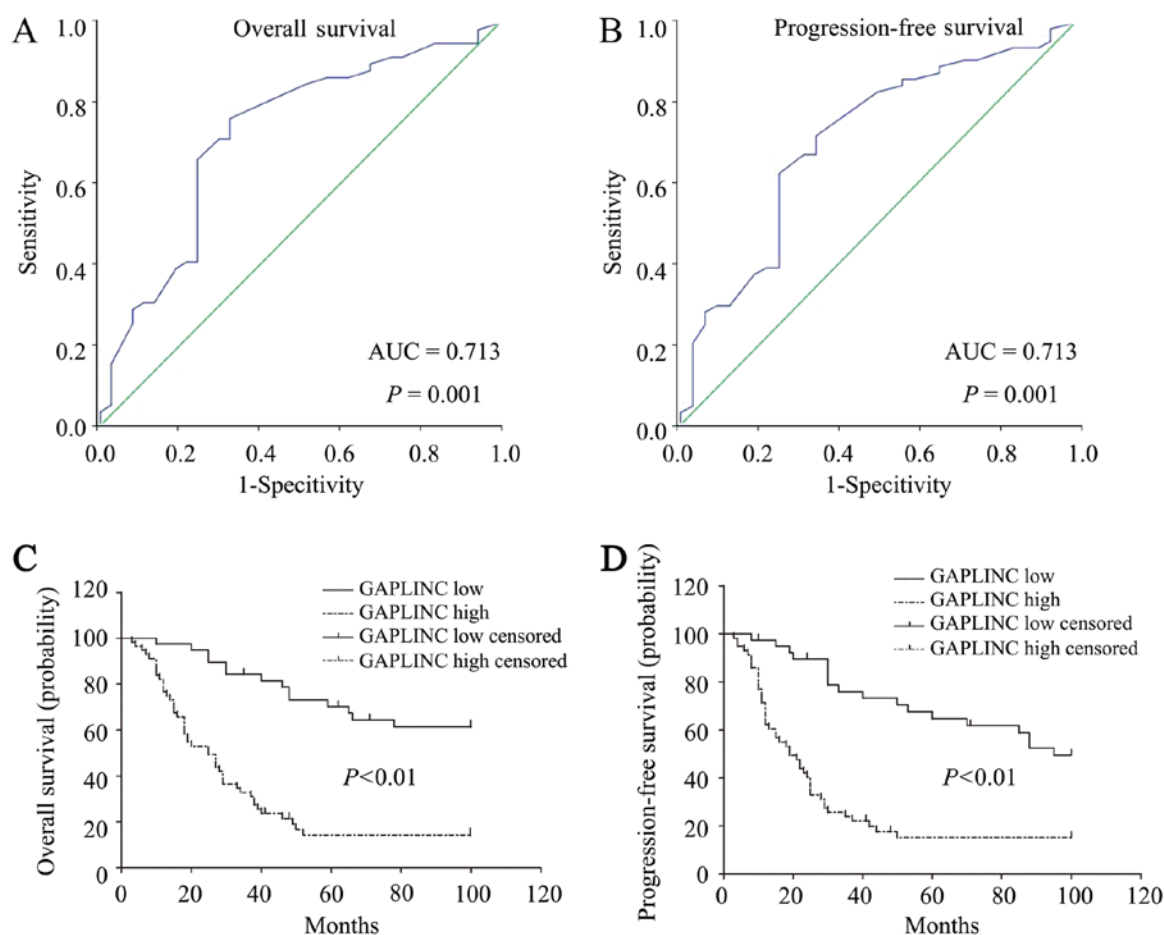 A
Overall survival
1.0
0.8
0.6
0.4
0.2
0.0
Sensitivity
AUC = 0.713
P = 0.001
0.0 0.2 0.4 0.6 0.8 1.0
1-Specitivity
B
Progression-free survival
1.0
0.8
0.6
0.4
0.2
0.0
Sensitivity
AUC = 0.713
P = 0.001
0.0 0.2 0.4 0.6 0.8 1.0
1-Specitivity
C
Overall survival (probability)
120
100
80
60
40
20
0
GAPLINC low
GAPLINC high
GAPLINC low censored
GAPLINC high censored
P<0.01
0 20 40 60 80 100 120
Months
D
Progression-free survival (probability)
120
100
80
60
40
20
0
GAPLINC low
GAPLINC high
GAPLINC low censored
GAPLINC high censored
P<0.01
0 20 40 60 80 100 120
Months